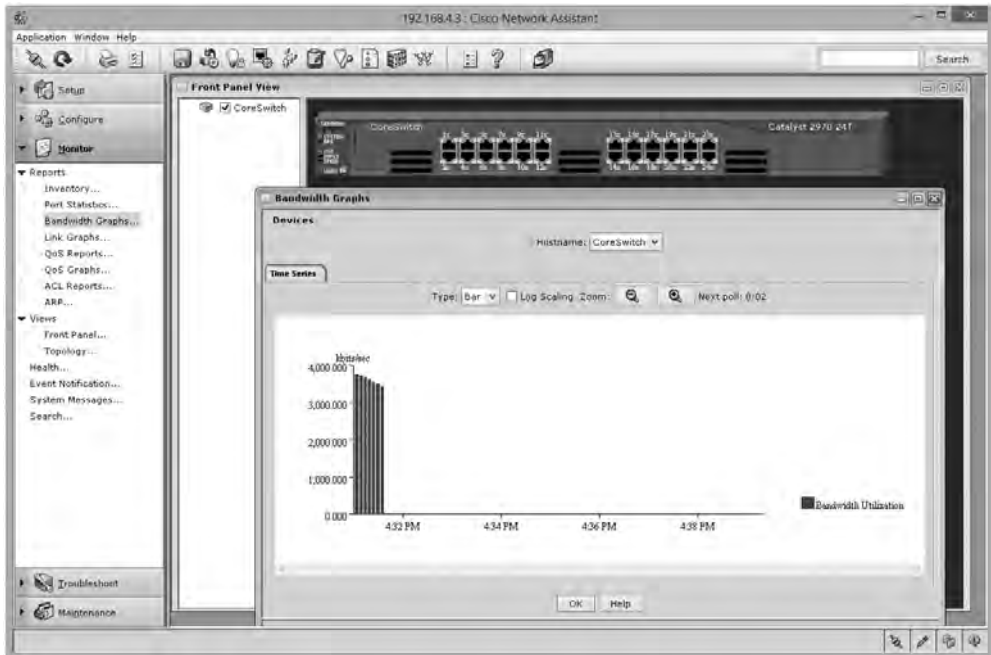 192.168.4.3 : Cisco Network Assistant
Application Window Help
Search
Setup
Configure
Monitor
Reports
Inventory...
Port Statistics...
Bandwidth Graphs...
Link Graphs...
QoS Reports...
QoS Graphs...
ACL Reports...
ARP...
Views
Front Panel...
Topology...
Health...
Event Notification...
System Messages...
Search...
Troubleshoot
Maintenance
Front Panel View
CoreSwitch
CoreSwitch
Catalyst 2970 24T
Bandwidth Graphs
Devices
Hostname: CoreSwitch
Time Series
Type: Bar Log Scaling Zoom: Next poll: 0:02
kbits/sec
4,000.000
3,000.000
2,000.000
1,000.000
0.000
4:32 PM 4:34 PM 4:36 PM 4:38 PM
Bandwidth Utilization
OK Help